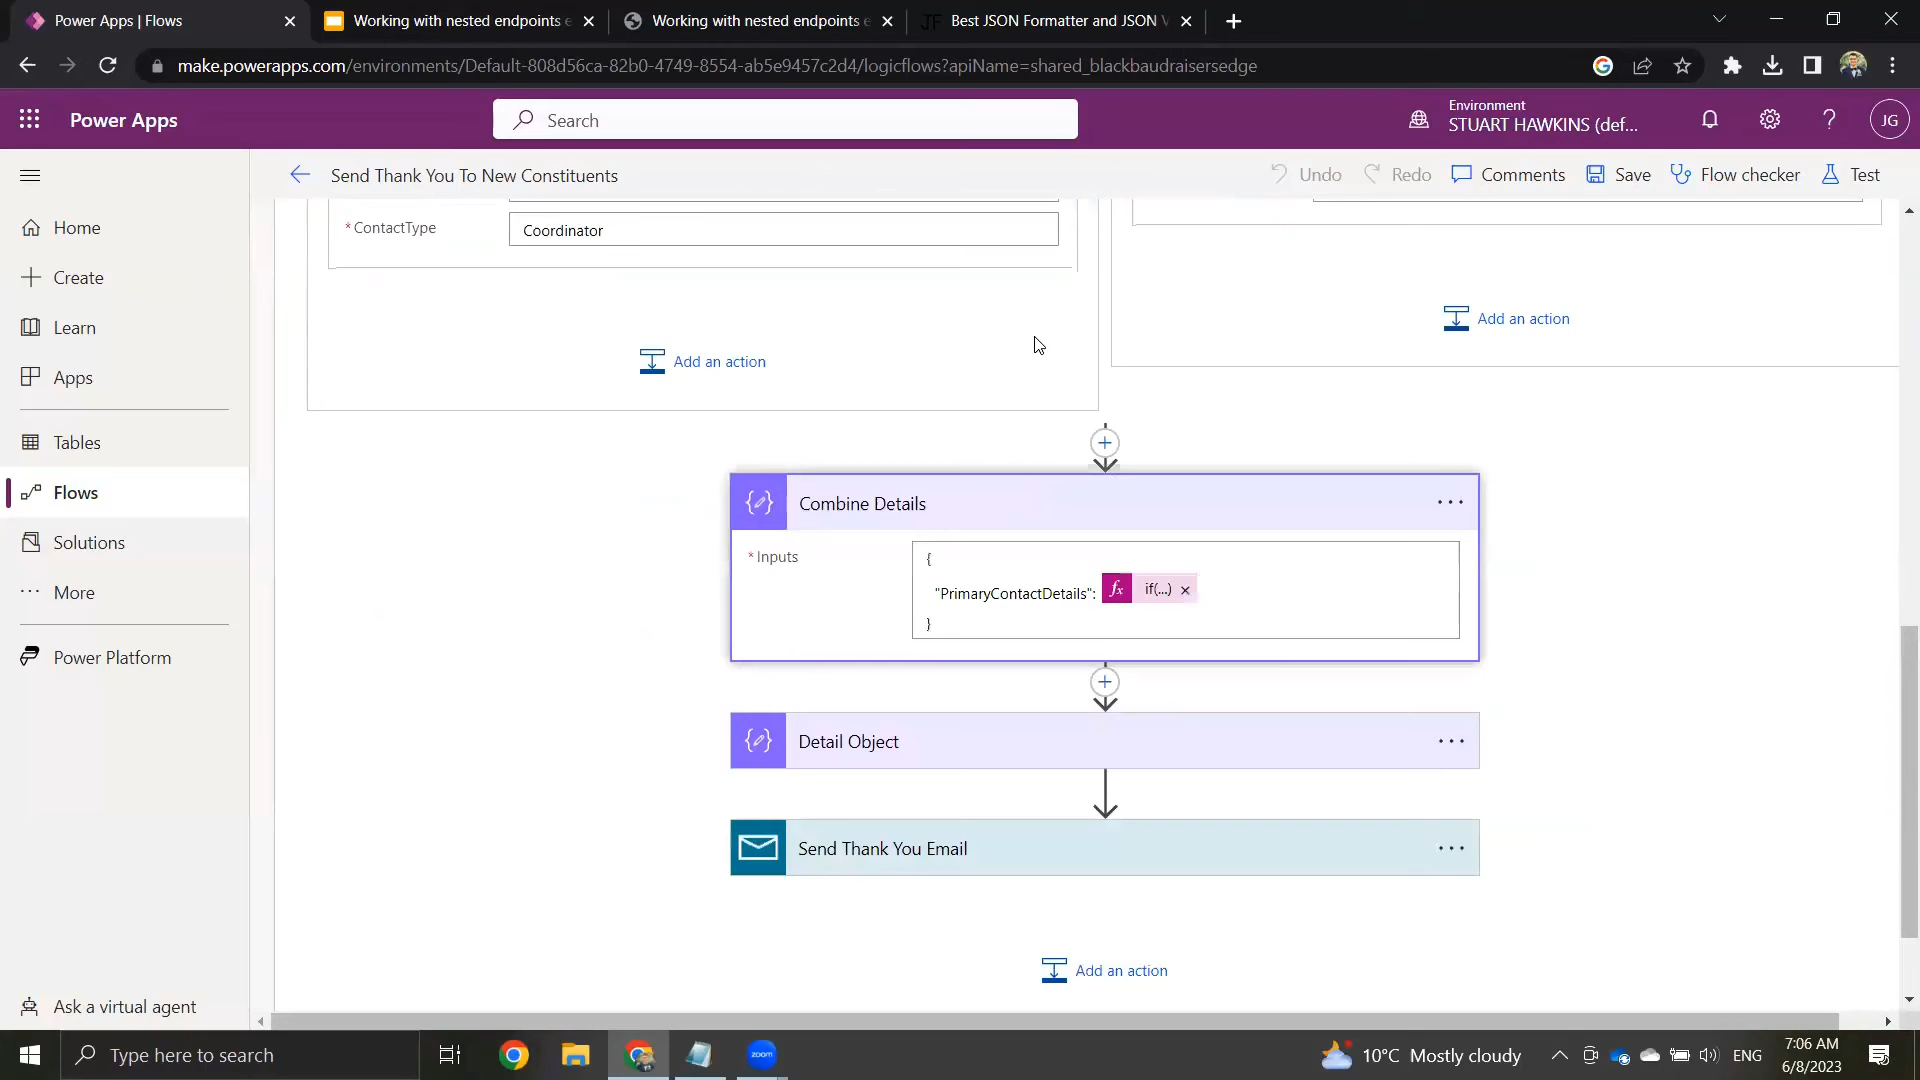 Power Apps | Flows
Working with nested endpoints e
Working with nested endpoints e
JF Best JSON Formatter and JSON V
make.powerapps.com/environments/Default-808d56ca-82b0-4749-8554-ab5e9457c2d4/logicflows?apiName=shared_blackbaudraisersedge
Power Apps
Search
Environment
STUART HAWKINS (def...
JG
Send Thank You To New Constituents
Undo
Redo
Comments
Save
Flow checker
Test
Home
Create
Learn
Apps
Tables
Flows
Solutions
More
Power Platform
Ask a virtual agent
* ContactType
Coordinator
Add an action
Add an action
Combine Details
* Inputs
{
"PrimaryContactDetails": fx if(...) ×
}
Detail Object
Send Thank You Email
Add an action
Type here to search
zoom
10°C Mostly cloudy
ENG
7:06 AM
6/8/2023